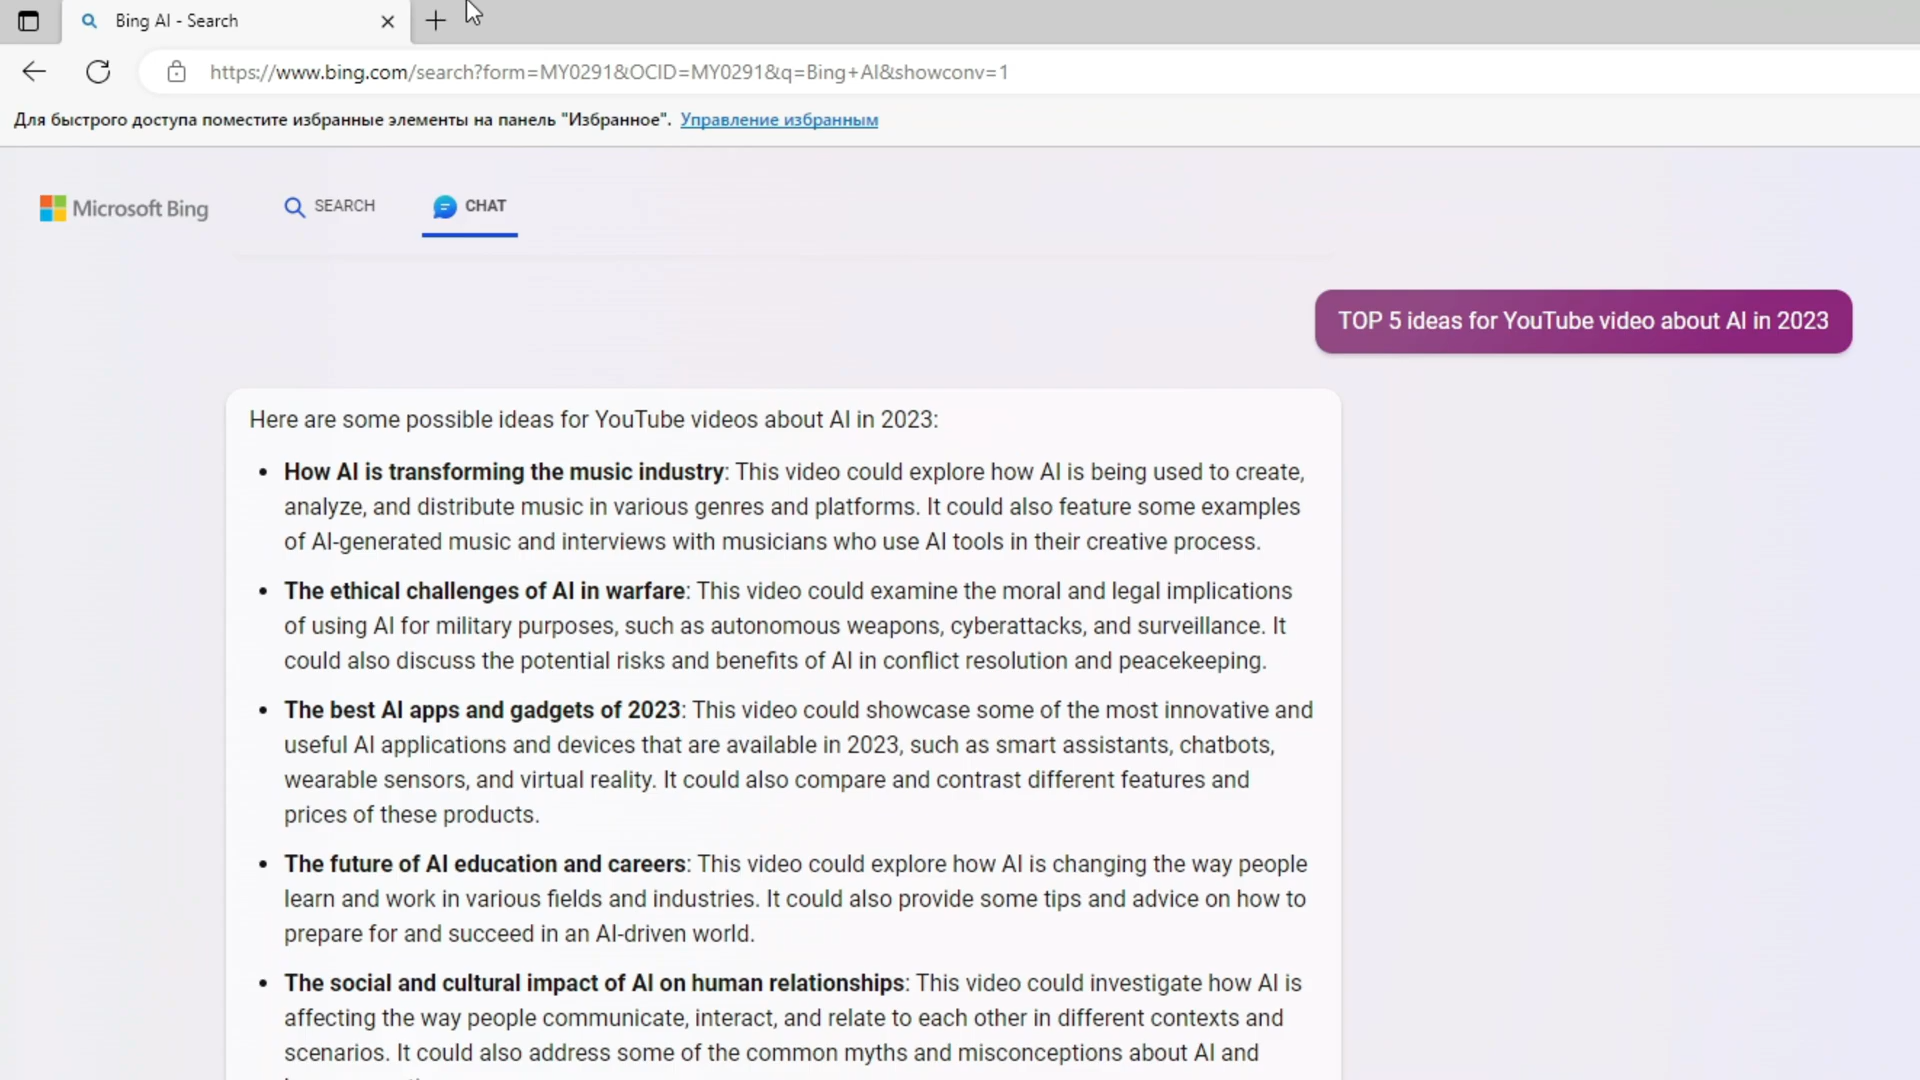 Bing AI - Search
https://www.bing.com/search?form=MY0291&OCID=MY0291&q=Bing+AI&showconv=1
Для быстрого доступа поместите избранные элементы на панель "Избранное". Управление избранным
Microsoft Bing
SEARCH
CHAT
TOP 5 ideas for YouTube video about AI in 2023
Here are some possible ideas for YouTube videos about AI in 2023:
• How AI is transforming the music industry: This video could explore how AI is being used to create,
analyze, and distribute music in various genres and platforms. It could also feature some examples
of AI-generated music and interviews with musicians who use AI tools in their creative process.
• The ethical challenges of AI in warfare: This video could examine the moral and legal implications
of using AI for military purposes, such as autonomous weapons, cyberattacks, and surveillance. It
could also discuss the potential risks and benefits of AI in conflict resolution and peacekeeping.
• The best AI apps and gadgets of 2023: This video could showcase some of the most innovative and
useful AI applications and devices that are available in 2023, such as smart assistants, chatbots,
wearable sensors, and virtual reality. It could also compare and contrast different features and
prices of these products.
• The future of AI education and careers: This video could explore how AI is changing the way people
learn and work in various fields and industries. It could also provide some tips and advice on how to
prepare for and succeed in an AI-driven world.
• The social and cultural impact of AI on human relationships: This video could investigate how AI is
affecting the way people communicate, interact, and relate to each other in different contexts and
scenarios. It could also address some of the common myths and misconceptions about AI and